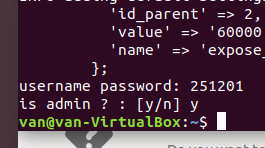 'id_parent' => 2,
'value' => '60000
'name' => 'expose_
};
username password: 251201
is admin ? : [y/n] y
van@van-VirtualBox:~$